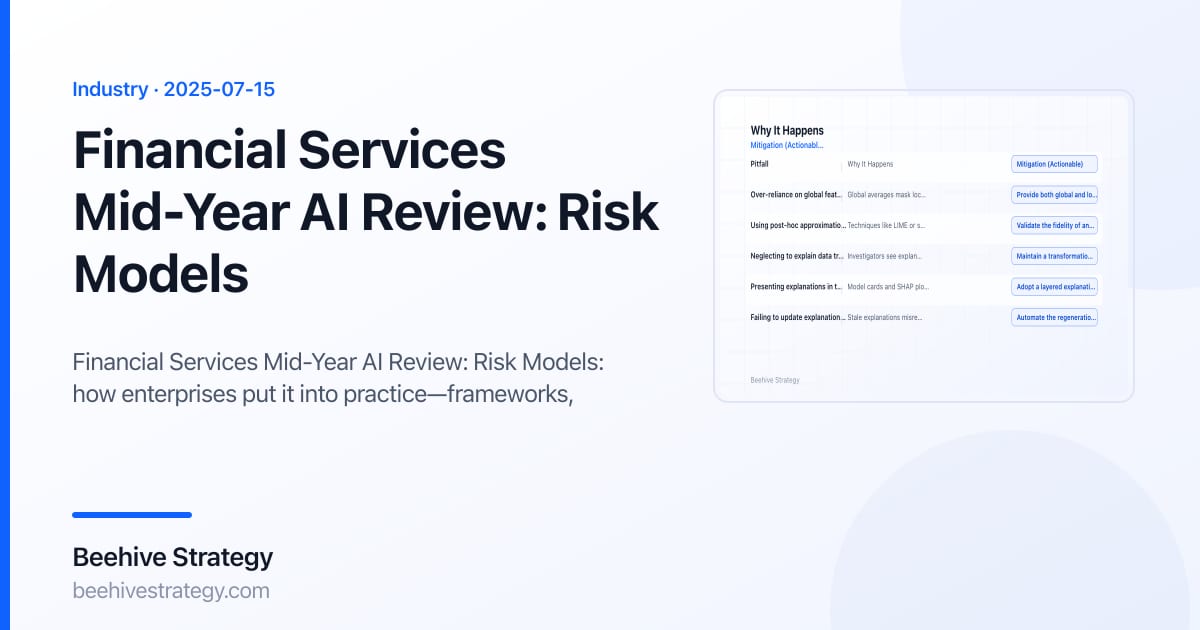 Industry · 2025-07-15
Financial Services
Mid-Year AI Review: Risk
Models
Financial Services Mid-Year AI Review: Risk Models:
how enterprises put it into practice—frameworks,
Beehive Strategy
beehivestrategy.com
Why It Happens
Mitigation (Actionabl...
Pitfall Why It Happens Mitigation (Actionable)
Over-reliance on global feat... Global averages mask loc... Provide both global and lo...
Using post-hoc approximatio... Techniques like LIME or s... Validate the fidelity of an...
Neglecting to explain data tr... Investigators see explan... Maintain a transformatio...
Presenting explanations in t... Model cards and SHAP plo... Adopt a layered explanati...
Failing to update explanation... Stale explanations misre... Automate the regeneratio...
Beehive Strategy